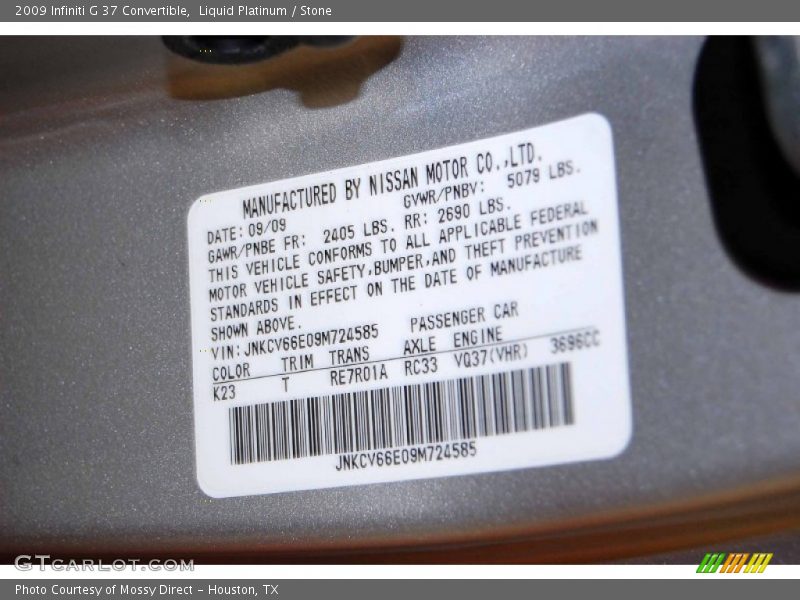 2009 Infiniti G 37 Convertible, Liquid Platinum / Stone
MANUFACTURED BY NISSAN MOTOR CO.,LTD.
DATE: 09/09 GVWR/PNBV: 5079 LBS.
GAWR/PNBE FR: 2405 LBS. RR: 2690 LBS.
THIS VEHICLE CONFORMS TO ALL APPLICABLE FEDERAL
MOTOR VEHICLE SAFETY,BUMPER,AND THEFT PREVENTION
STANDARDS IN EFFECT ON THE DATE OF MANUFACTURE
SHOWN ABOVE.
VIN: JNKCV66E09M724585 PASSENGER CAR
COLOR TRIM TRANS AXLE ENGINE
K23 T RE7R01A RC33 VQ37(VHR) 3696CC
JNKCV66E09M724585
GTCARLOT.COM
Photo Courtesy of Mossy Direct - Houston, TX